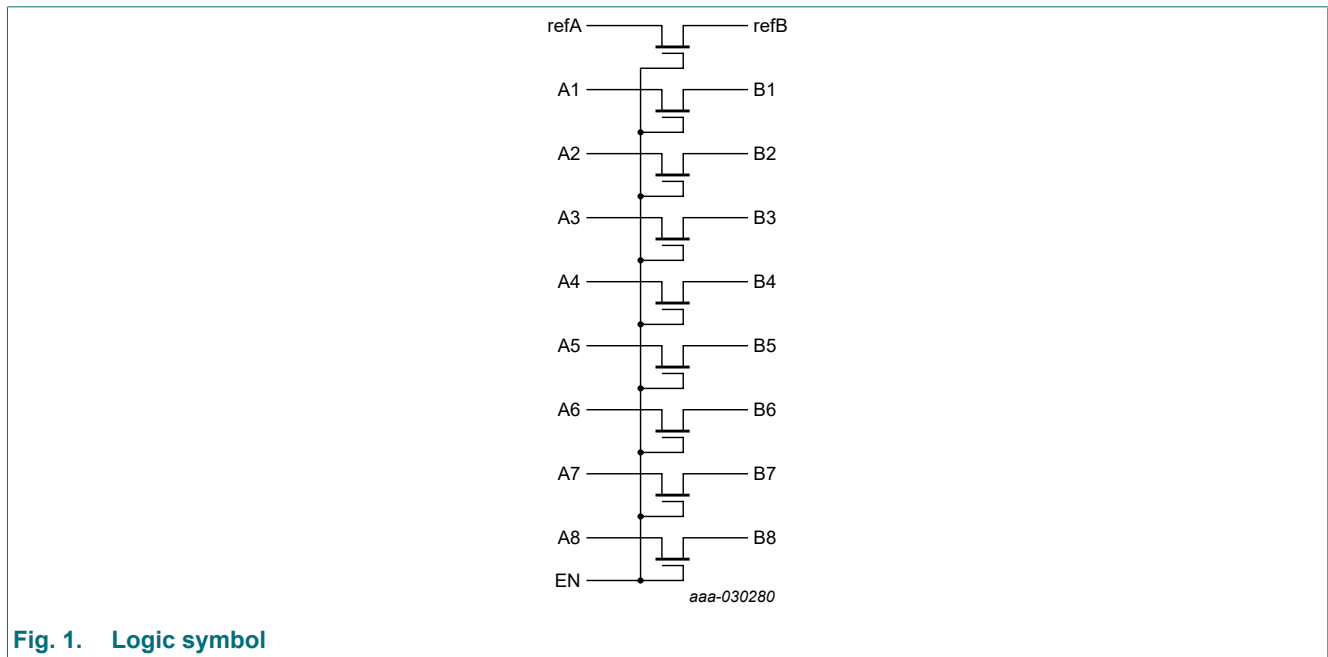 refA refB
A1 B1
A2 B2
A3 B3
A4 B4
A5 B5
A6 B6
A7 B7
A8 B8
EN
aaa-030280
Fig. 1. Logic symbol